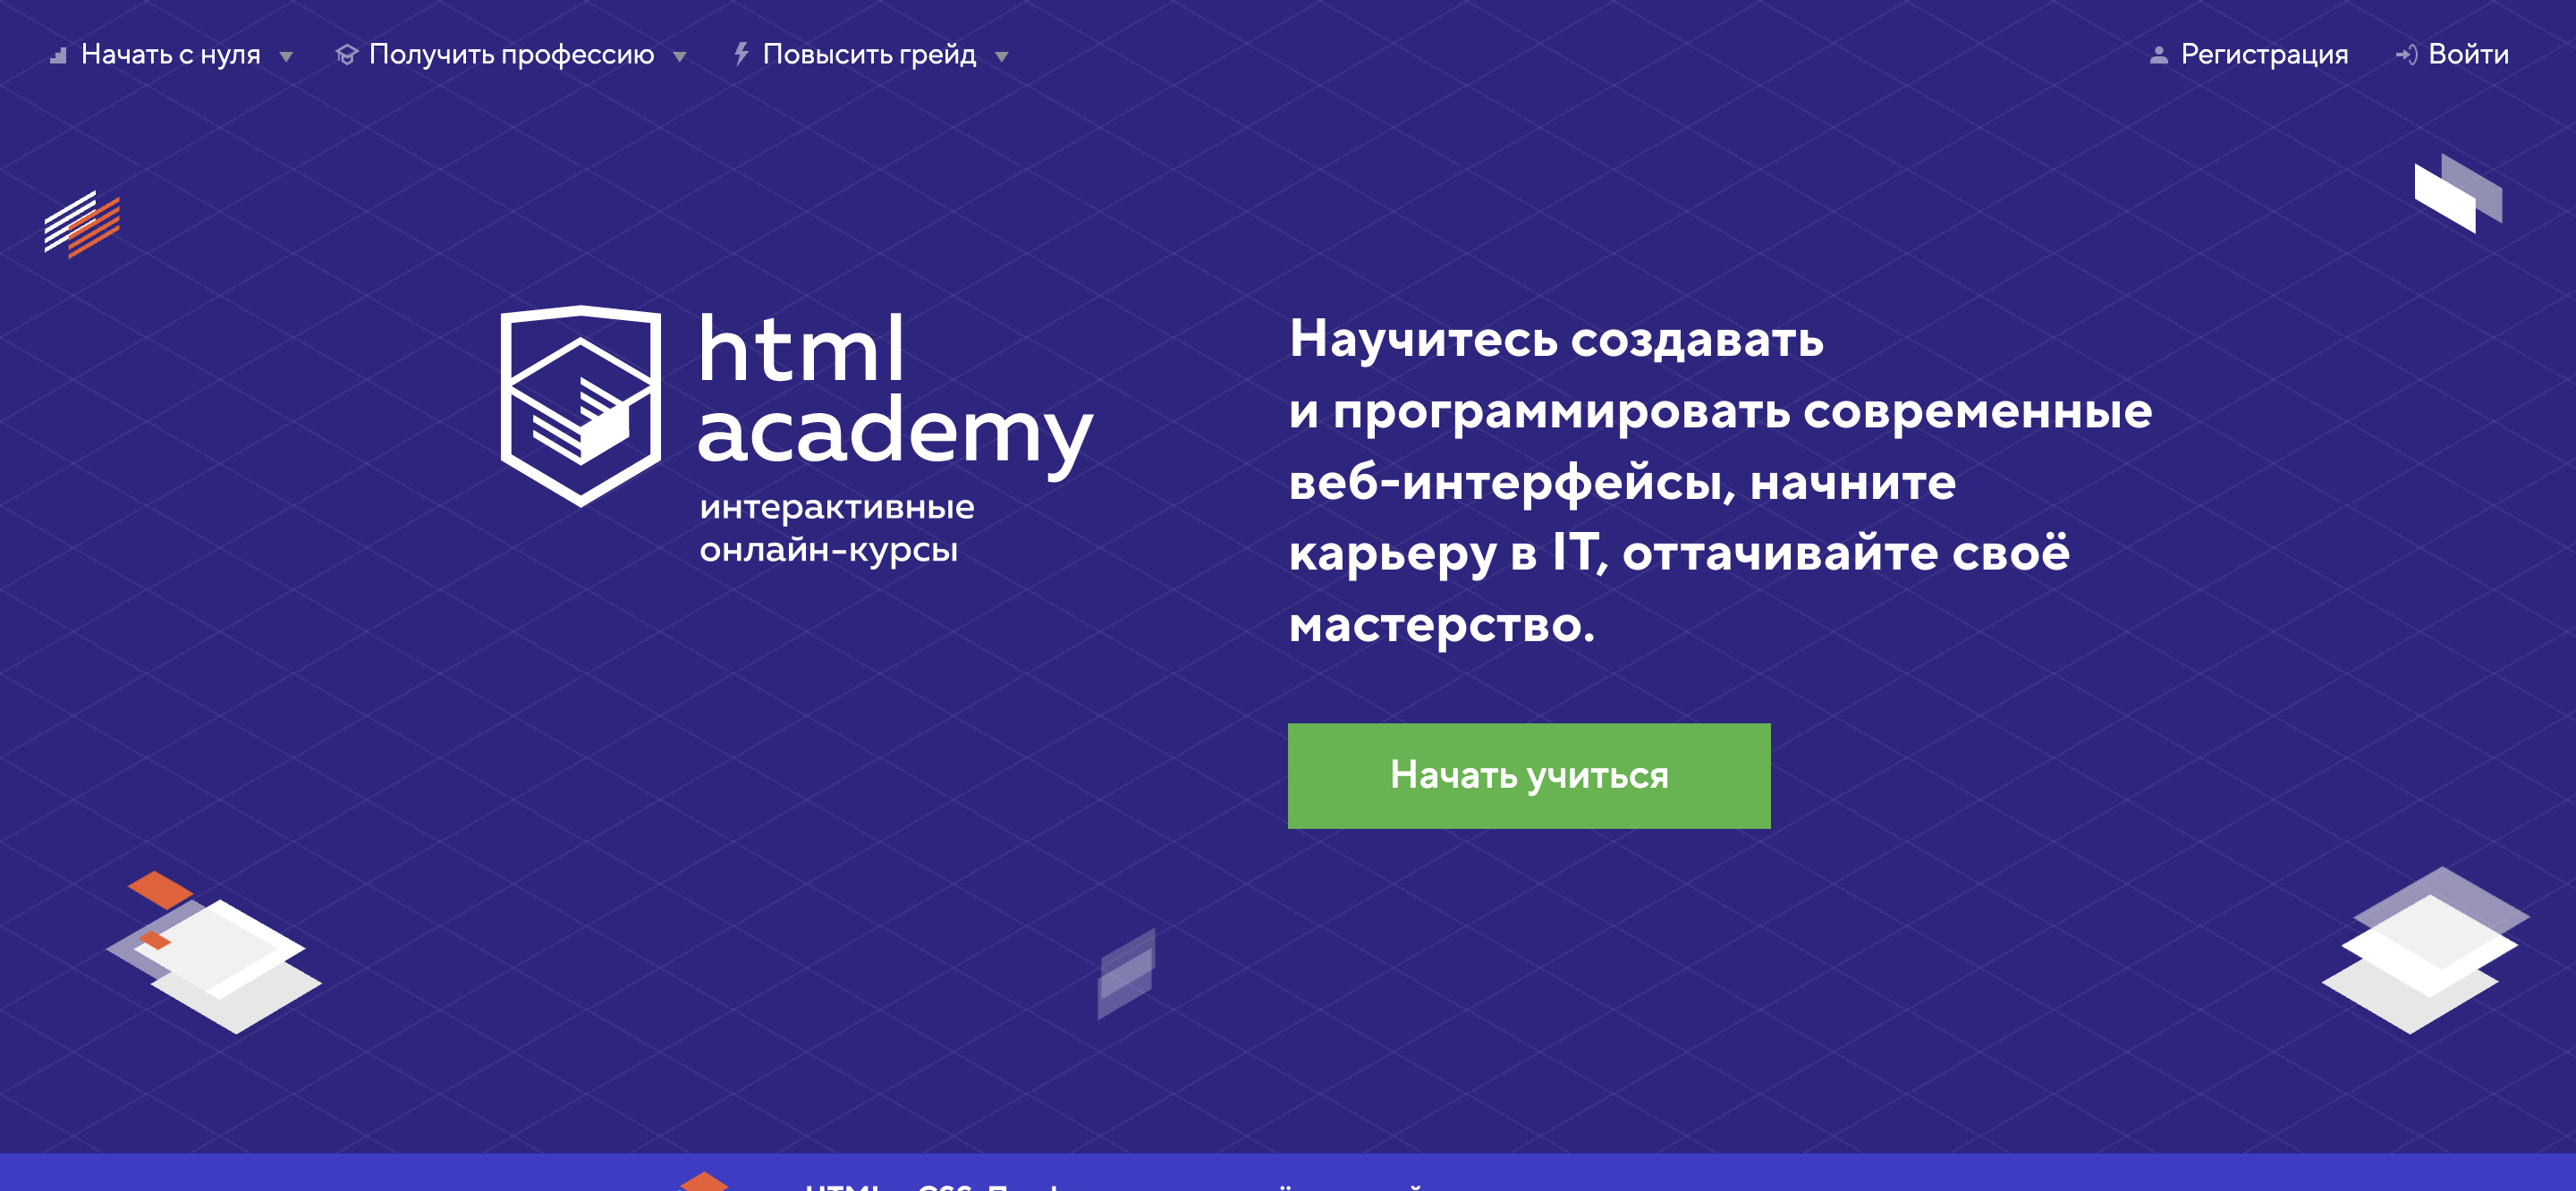 Начать с нуля
Получить профессию
Повысить грейд
Регистрация
Войти
html
academy
интерактивные
онлайн-курсы
Научитесь создавать
и программировать современные
веб-интерфейсы, начните
карьеру в IT, оттачивайте своё
мастерство.
Начать учиться